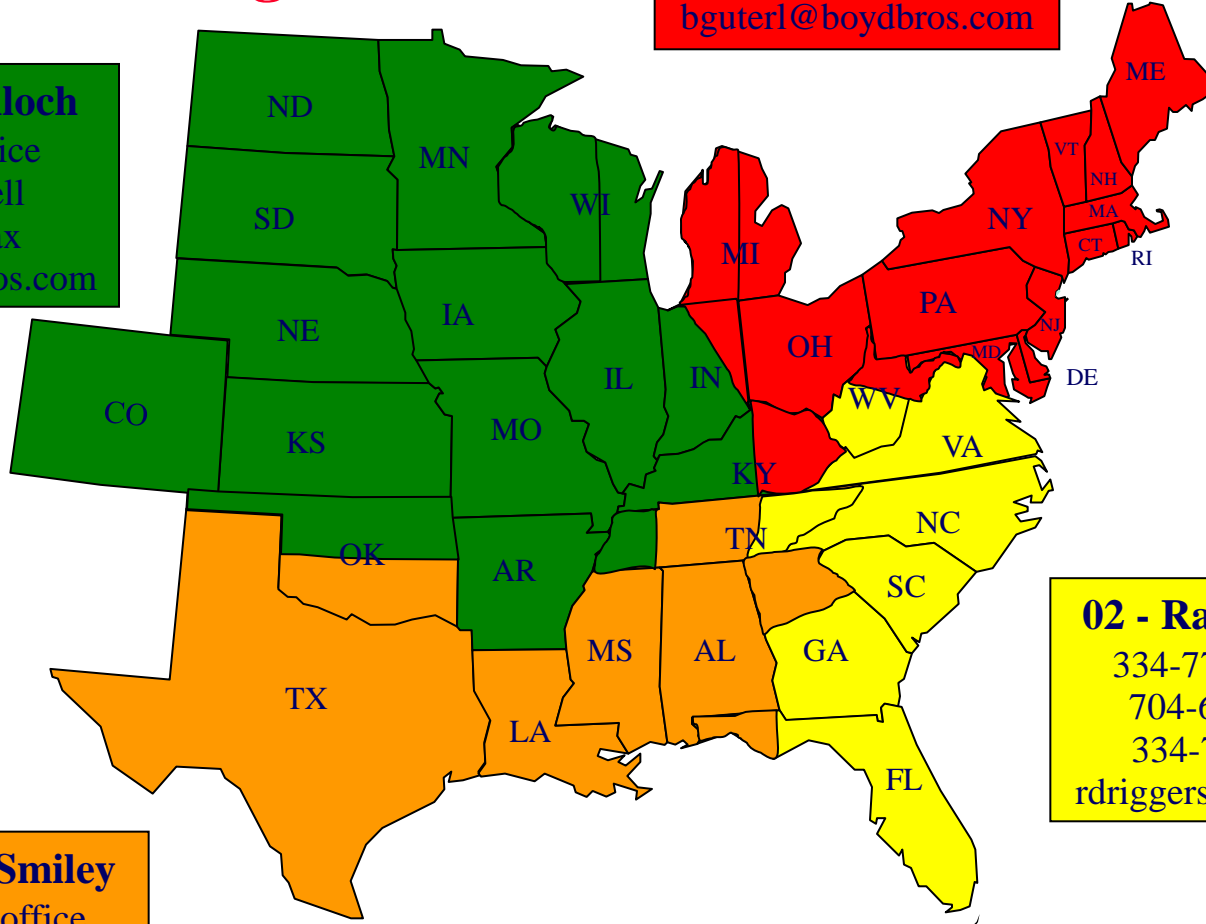 bguterl@boydbros.com
ME
ND
VT
MN
NH
WI
MA
SD
NY
CT
MI
RI
PA
IA
NE
NJ
OH
MD
IL
IN
DE
WV
CO
MO
KS
VA
KY
NC
TN
OK
AR
SC
MS
AL
GA
TX
LA
FL
02 - Ra
334-7
704-6
334-7
rdriggers
Smiley
office
loch
ice
ell
ax
os.com